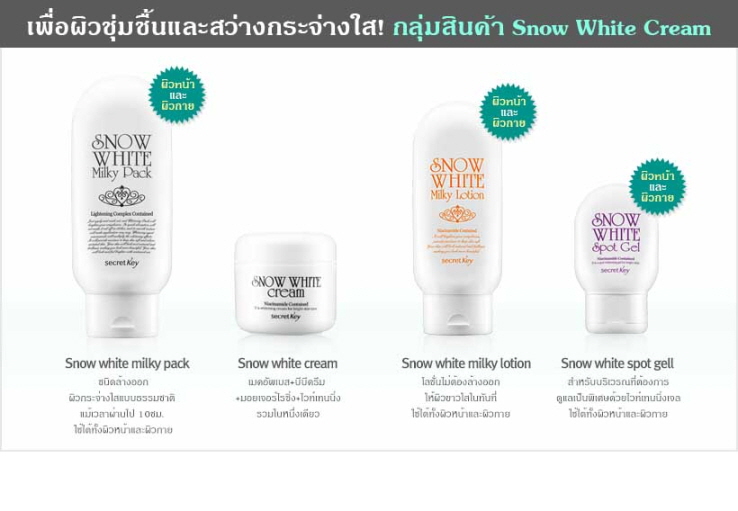 เพื่อผิวชุ่มชื้นและสว่างกระจ่างใส! กลุ่มสินค้า Snow White Cream
ผิวหน้า
และ
ผิวกาย
SNOW
WHITE
Milky Pack
Lightening Complex Contained
secret Key
SNOW WHITE
cream
Niacinamide Contained
secret Key
ผิวหน้า
และ
ผิวกาย
SNOW
WHITE
Milky Lotion
Niacinamide Contained
secret Key
ผิวหน้า
และ
ผิวกาย
SNOW
WHITE
Spot Gel
Niacinamide Contained
secret Key
Snow white milky pack
ชนิดล้างออก
ผิวกระจ่างใสแบบธรรมชาติ
แม้เวลาผ่านไป 10ชม.
ใช้ได้ทั้งผิวหน้าและผิวกาย
Snow white cream
เมคอัพเบส+บีบีครีม
+มอยเจอร์ไรซิ่ง+ไวท์เทนนิ่ง
รวมในหนึ่งเดียว
Snow white milky lotion
โลชั่นไม่ต้องล้างออก
ให้ผิวขาวใสในทันที
ใช้ได้ทั้งผิวหน้าและผิวกาย
Snow white spot gell
สำหรับบริเวรณที่ต้องการ
ดูแลเป็นพิเศษด้วยไวท์เทนนิ่งเจล
ใช้ได้ทั้งผิวหน้าและผิวกาย